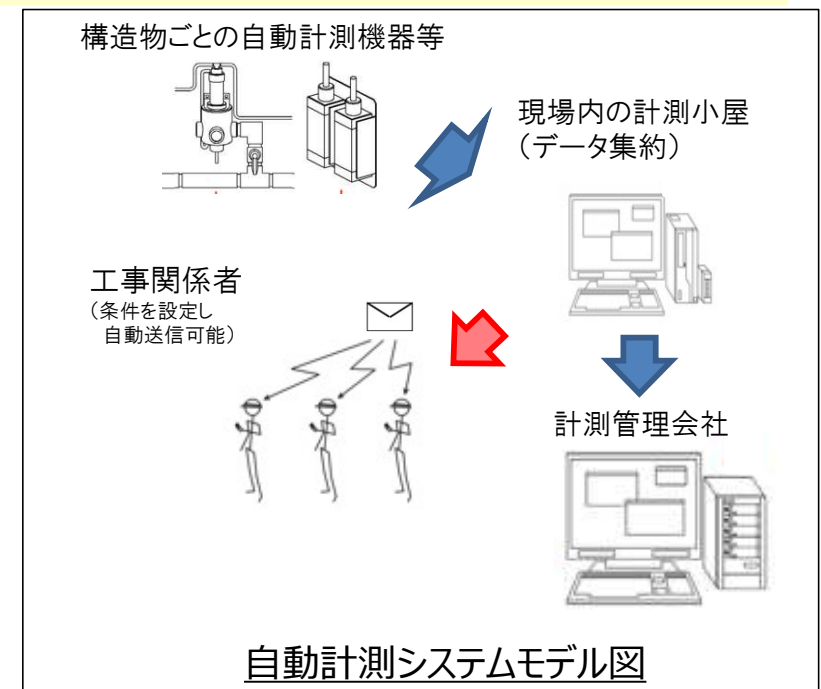 構造物ごとの自動計測機器等
現場内の計測小屋
（データ集約）
工事関係者
（条件を設定し
自動送信可能）
計測管理会社
自動計測システムモデル図